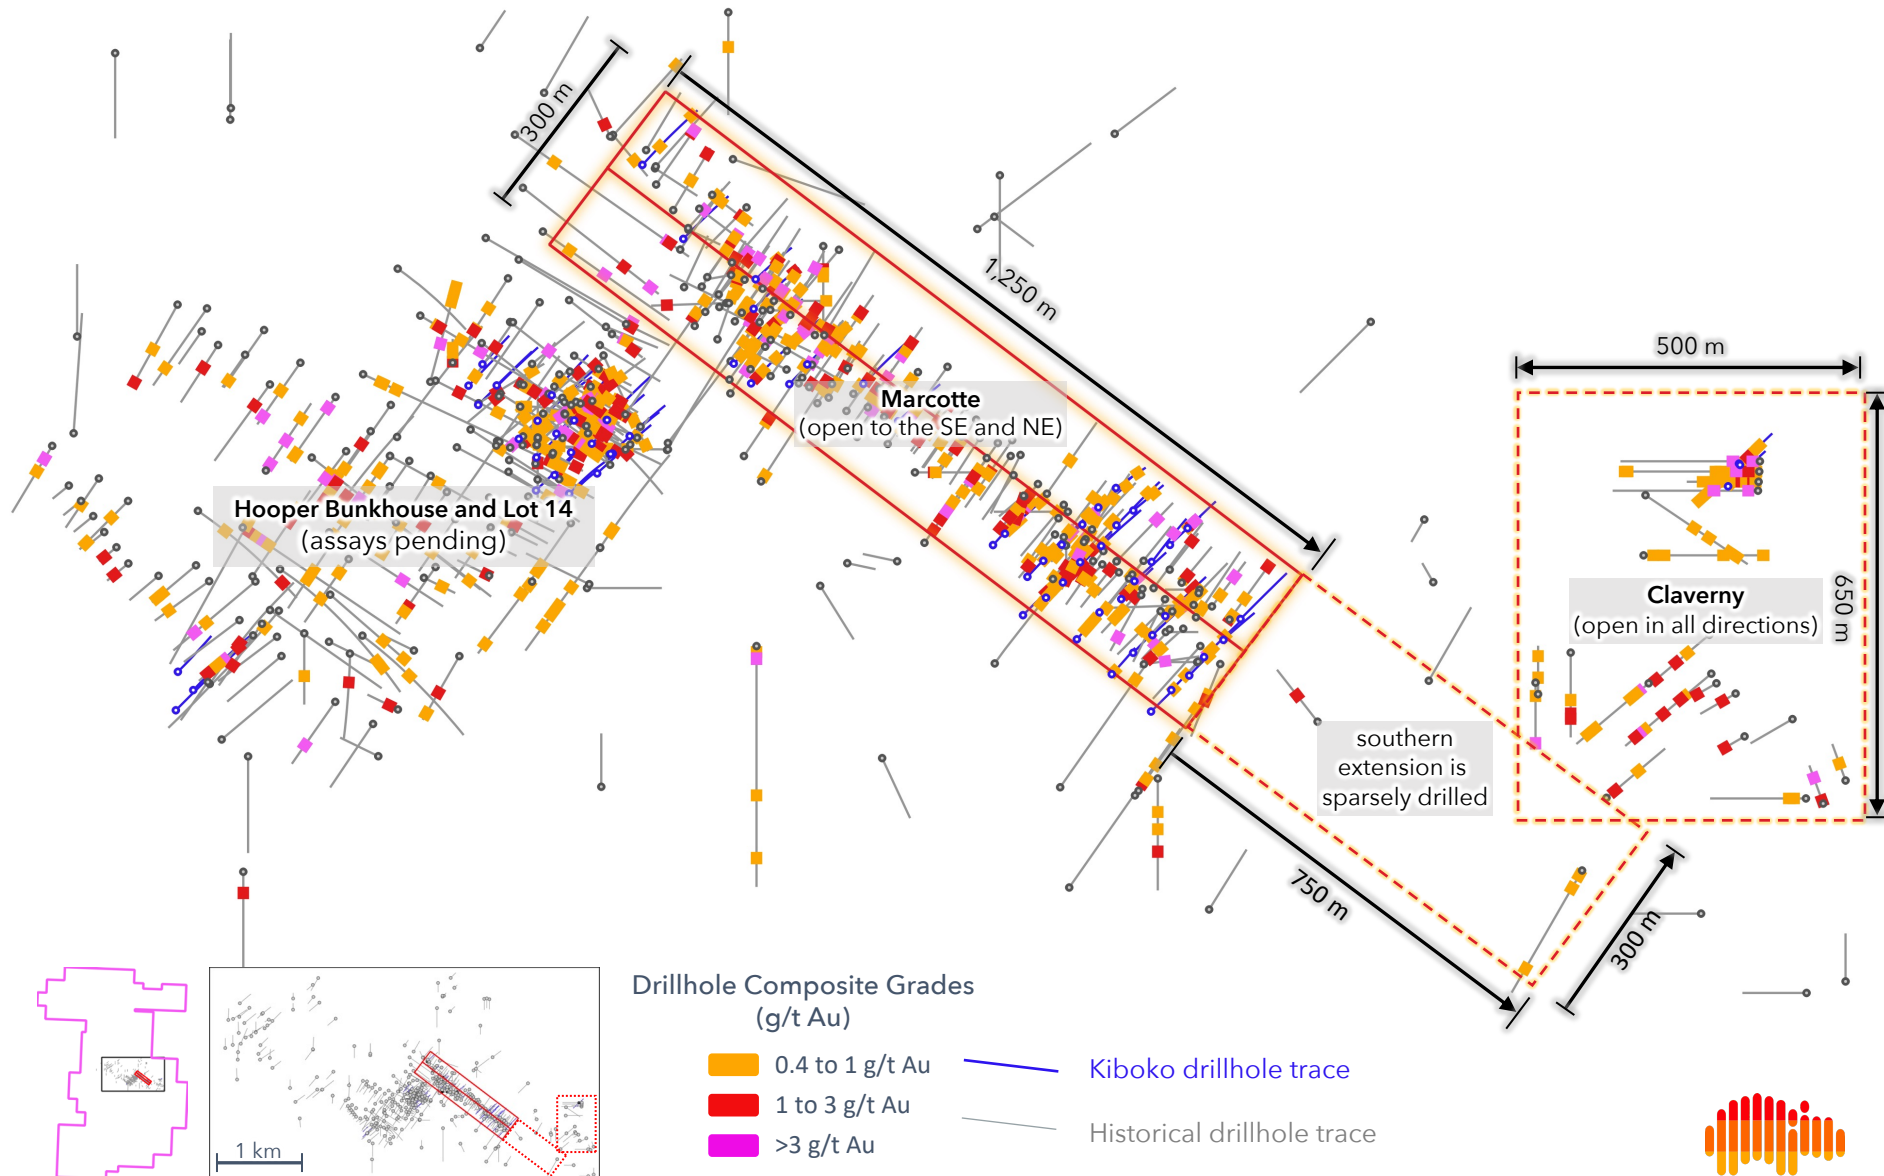 300 m
1,250 m
500 m
Marcotte
(open to the SE and NE)
Hooper Bunkhouse and Lot 14
(assays pending)
Claverny
(open in all directions)
650 m
southern
extension is
sparsely drilled
750 m
300 m
Drillhole Composite Grades
(g/t Au)
0.4 to 1 g/t Au
1 to 3 g/t Au
>3 g/t Au
Kiboko drillhole trace
Historical drillhole trace
1 km